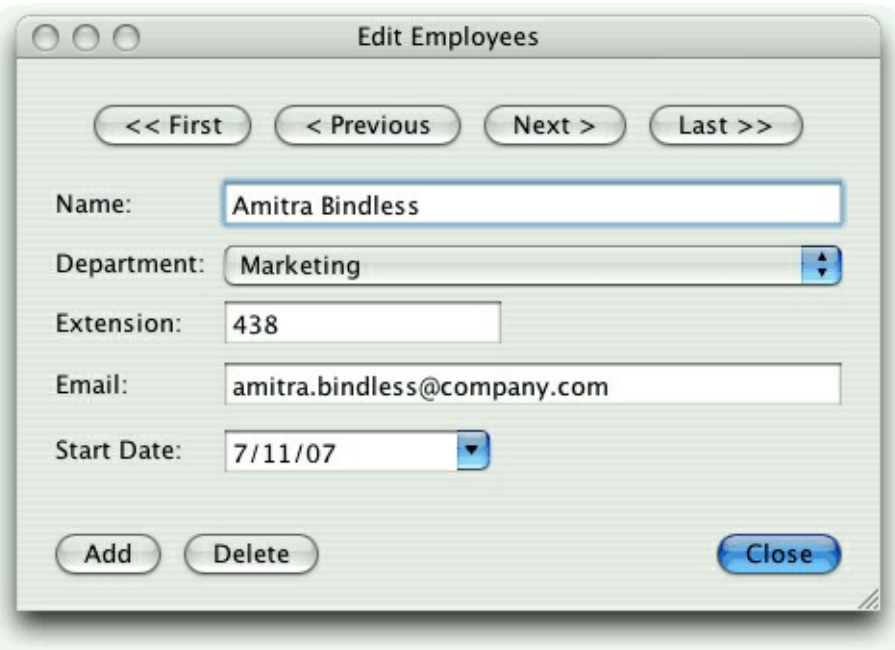 Edit Employees
<< First < Previous Next > Last >>
Name: Amitra Bindless
Department: Marketing
Extension: 438
Email: amitra.bindless@company.com
Start Date: 7/11/07
Add Delete Close